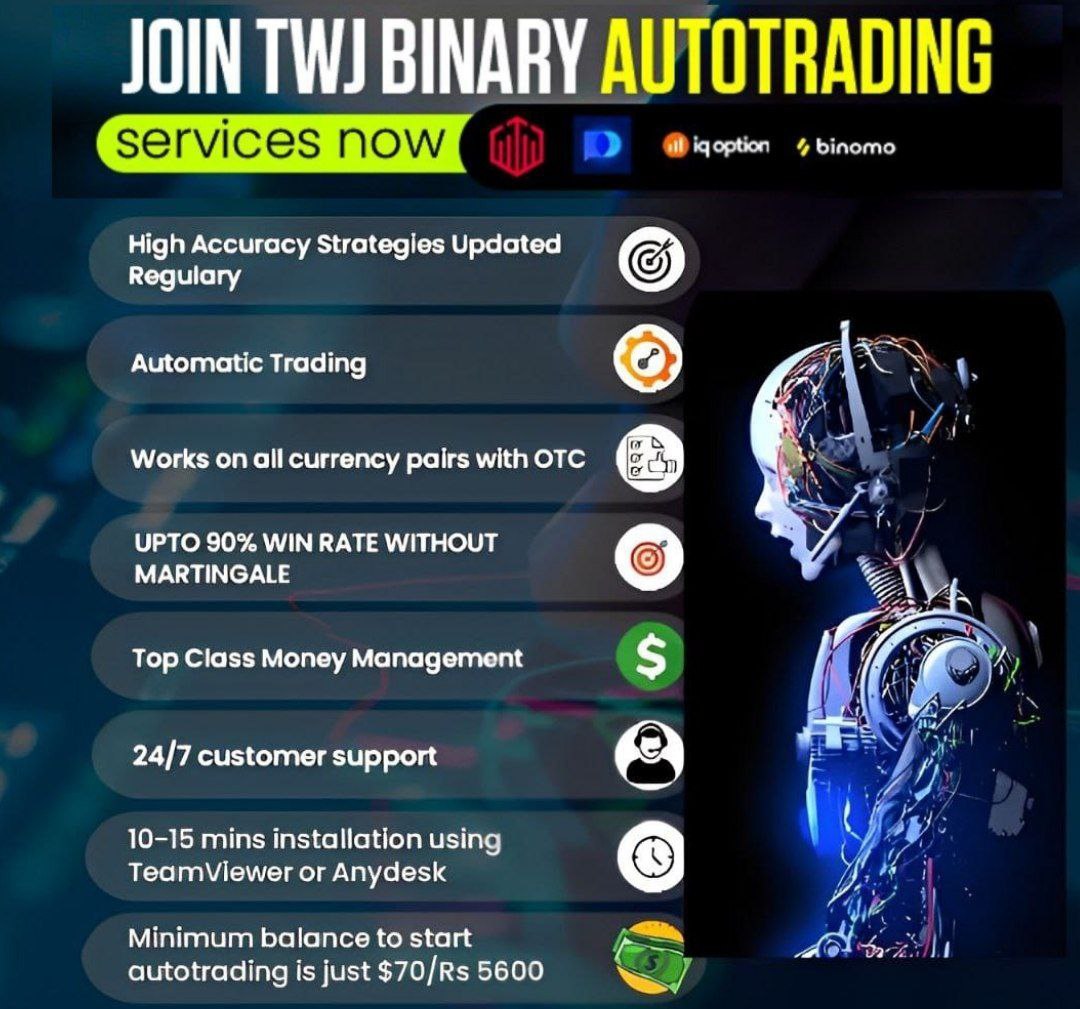 JOIN TWJ BINARY AUTOTRADING
services now
iq option
binomo
High Accuracy Strategies Updated
Regulary
Automatic Trading
Works on all currency pairs with OTC
UPTO 90% WIN RATE WITHOUT
MARTINGALE
Top Class Money Management
$
24/7 customer support
10-15 mins installation using
TeamViewer or Anydesk
Minimum balance to start
autotrading is just $70/Rs 5600
$